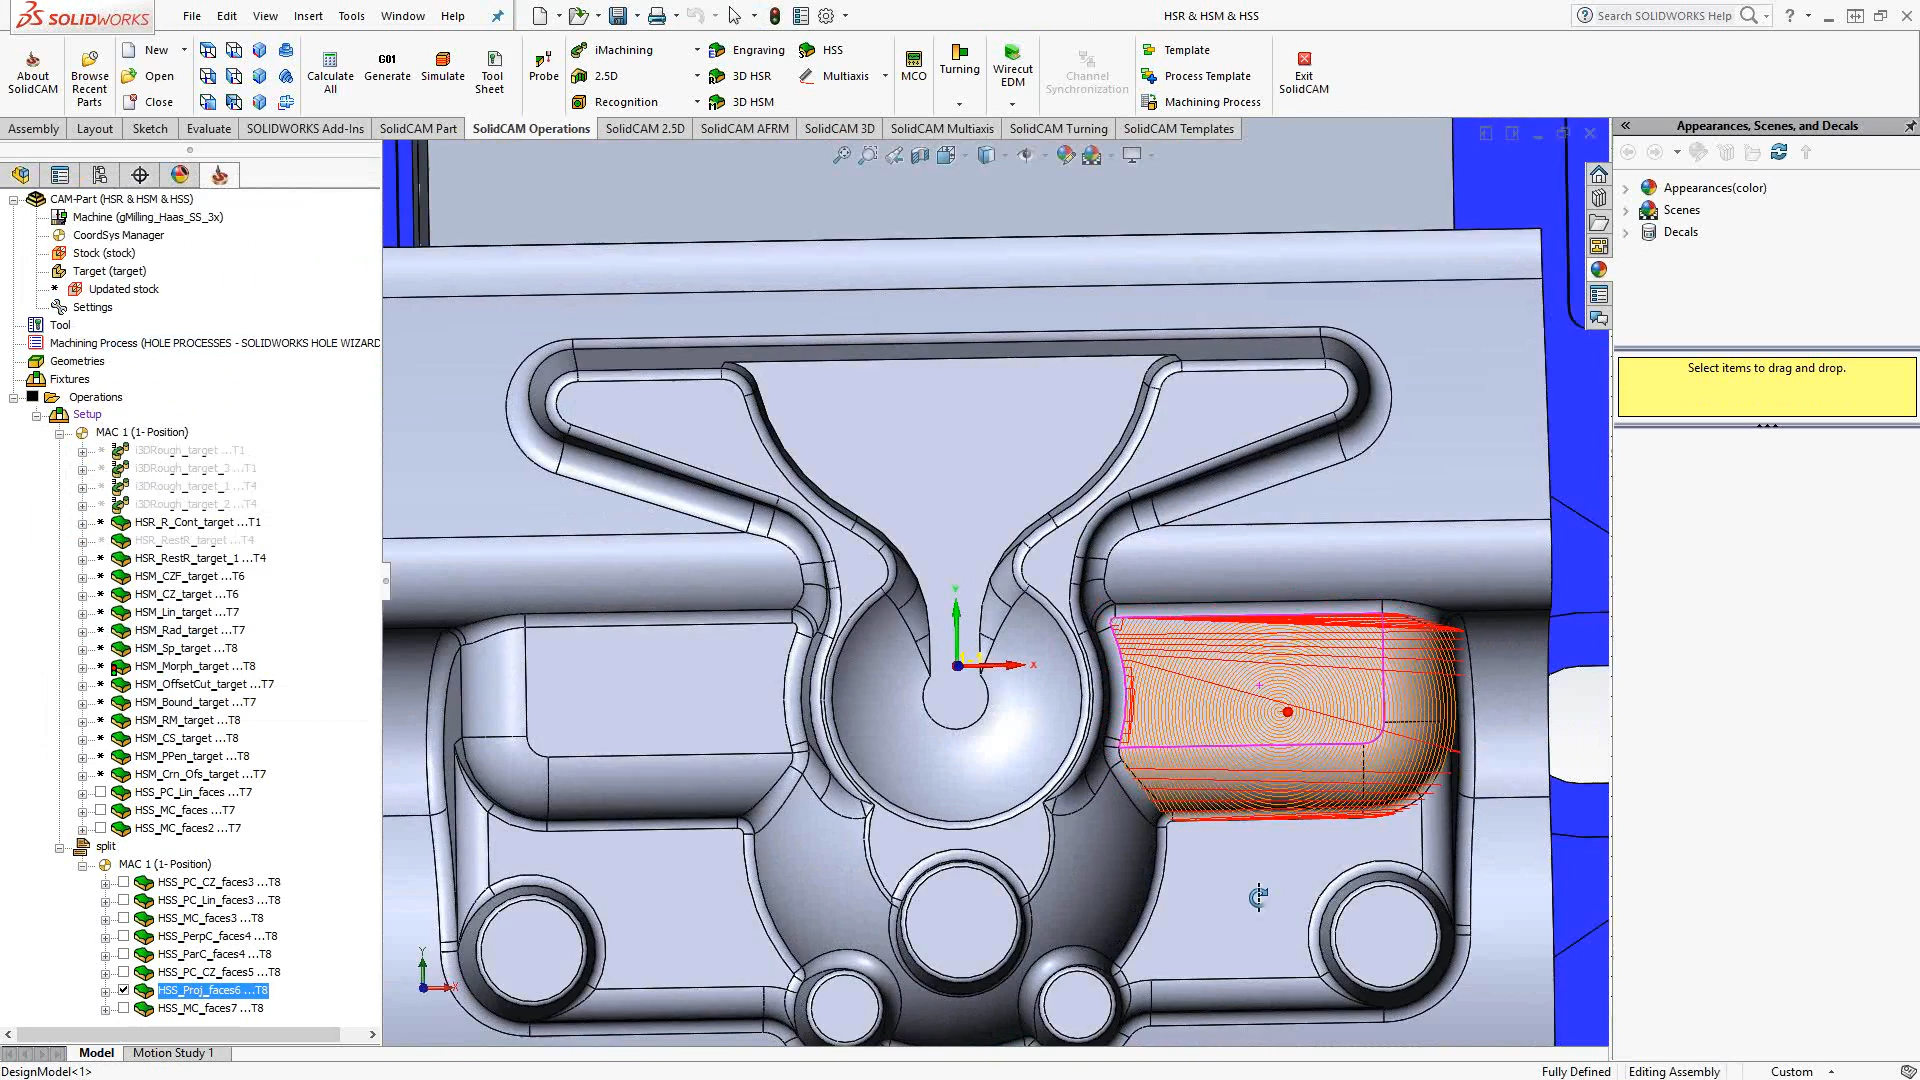 SOLIDWORKS
File Edit View Insert Tools Window Help
HSR & HSM & HSS
Search SOLIDWORKS Help
About SolidCAM
Browse Recent Parts
New
Open
Close
Calculate All
G01
Generate
Simulate
Tool Sheet
Probe
iMachining
2.5D
Recognition
Engraving
3D HSR
3D HSM
HSS
Multiaxis
MCO
Turning
Wirecut EDM
Channel Synchronization
Template
Process Template
Machining Process
Exit SolidCAM
Assembly Layout Sketch Evaluate SOLIDWORKS Add-Ins SolidCAM Part SolidCAM Operations SolidCAM 2.5D SolidCAM AFRM SolidCAM 3D SolidCAM Multiaxis SolidCAM Turning SolidCAM Templates
CAM-Part (HSR & HSM & HSS)
Machine (gMilling_Haas_SS_3x)
CoordSys Manager
Stock (stock)
Target (target)
* Updated stock
Settings
Tool
Machining Process (HOLE PROCESSES - SOLIDWORKS HOLE WIZARD
Geometries
Fixtures
Operations
Setup
MAC 1 (1- Position)
* i3DRough_target ...T1
* i3DRough_target_3 ...T1
* i3DRough_target_1 ...T4
* i3DRough_target_2 ...T4
* HSR_R_Cont_target ...T1
* HSR_RestR_target ...T4
* HSR_RestR_target_1 ...T4
* HSM_CZF_target ...T6
* HSM_CZ_target ...T6
* HSM_Lin_target ...T7
* HSM_Rad_target ...T7
* HSM_Sp_target ...T8
* HSM_Morph_target ...T8
* HSM_OffsetCut_target ...T7
* HSM_Bound_target ...T7
* HSM_RM_target ...T8
* HSM_CS_target ...T8
* HSM_PPen_target ...T8
* HSM_Crn_Ofs_target ...T7
HSS_PC_Lin_faces ...T7
HSS_MC_faces ...T7
HSS_MC_faces2 ...T7
split
MAC 1 (1- Position)
HSS_PC_CZ_faces3 ...T8
HSS_PC_Lin_faces3 ...T8
HSS_MC_faces3 ...T8
HSS_PerpC_faces4 ...T8
HSS_ParC_faces4 ...T8
HSS_PC_CZ_faces5 ...T8
HSS_Proj_faces6 ...T8
HSS_MC_faces7 ...T8
Y
X
Y
X
Appearances, Scenes, and Decals
Appearances(color)
Scenes
Decals
Select items to drag and drop.
Model Motion Study 1
DesignModel<1>
Fully Defined Editing Assembly Custom